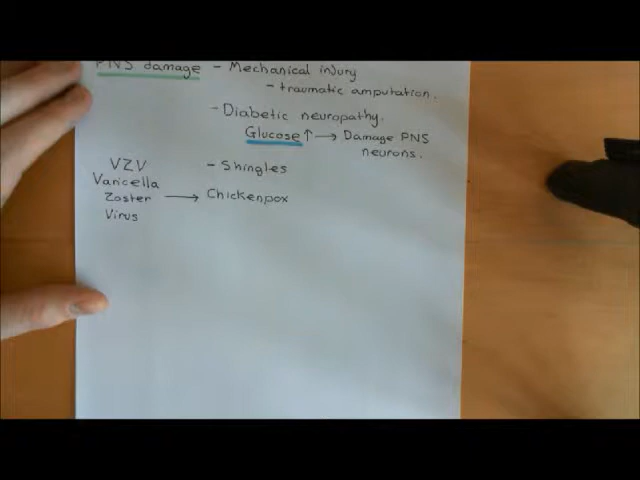 PNS damage - Mechanical injury
- traumatic amputation.
- Diabetic neuropathy.
Glucose ↑ → Damage PNS
neurons.
VZV - Shingles
Varicella
Zoster → Chickenpox
Virus